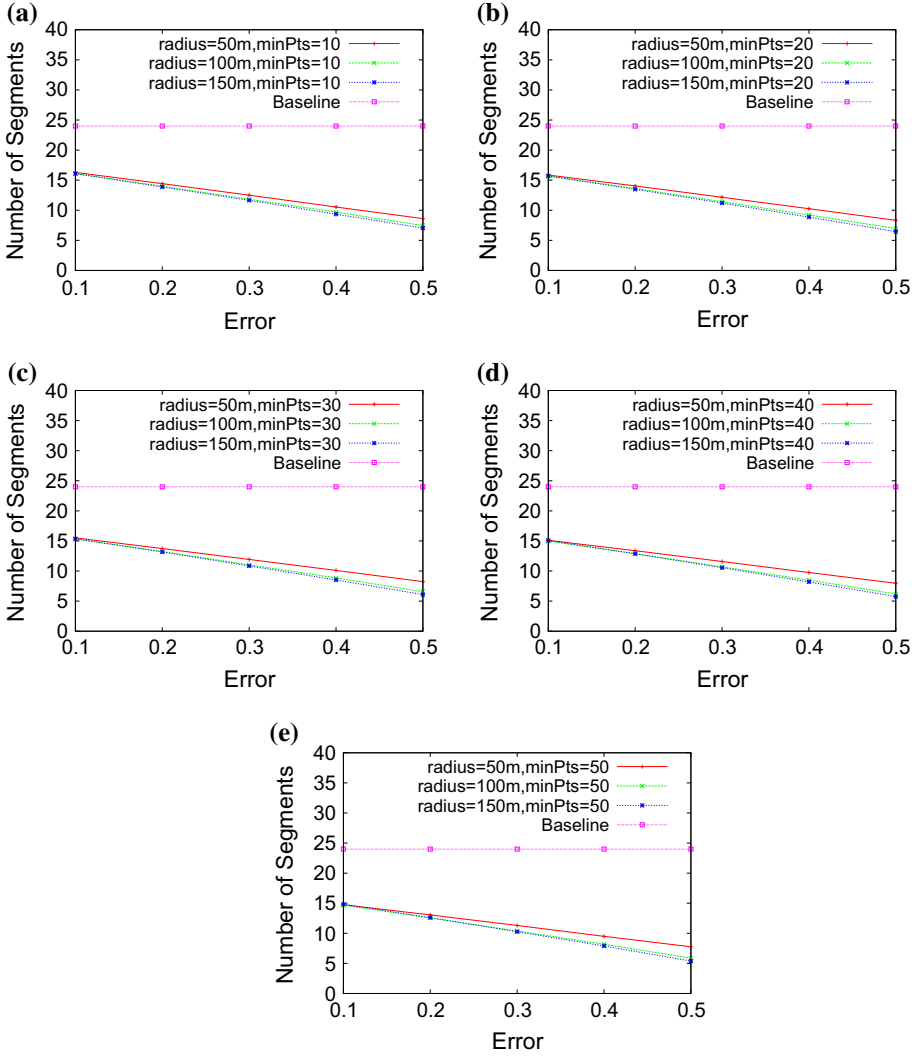 (a)
40
35
30
25
20
15
10
5
0
Number of Segments
radius=50m,minPts=10
radius=100m,minPts=10
radius=150m,minPts=10
Baseline
0.1 0.2 0.3 0.4 0.5
Error
(b)
40
35
30
25
20
15
10
5
0
Number of Segments
radius=50m,minPts=20
radius=100m,minPts=20
radius=150m,minPts=20
Baseline
0.1 0.2 0.3 0.4 0.5
Error
(c)
40
35
30
25
20
15
10
5
0
Number of Segments
radius=50m,minPts=30
radius=100m,minPts=30
radius=150m,minPts=30
Baseline
0.1 0.2 0.3 0.4 0.5
Error
(d)
40
35
30
25
20
15
10
5
0
Number of Segments
radius=50m,minPts=40
radius=100m,minPts=40
radius=150m,minPts=40
Baseline
0.1 0.2 0.3 0.4 0.5
Error
(e)
40
35
30
25
20
15
10
5
0
Number of Segments
radius=50m,minPts=50
radius=100m,minPts=50
radius=150m,minPts=50
Baseline
0.1 0.2 0.3 0.4 0.5
Error